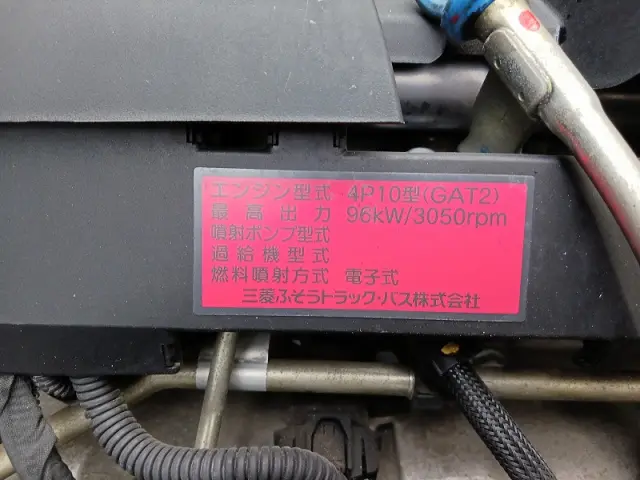 エンジン型式 4P10型(GAT2)
最高出力 96kW/3050rpm
噴射ポンプ型式
過給機型式
燃料噴射方式 電子式
三菱ふそうトラック・バス株式会社